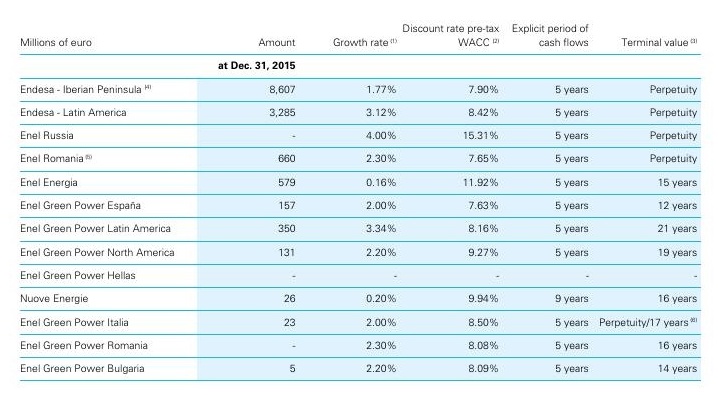 Millions of euro Amount Growth rate (1) Discount rate pre-tax WACC (2) Explicit period of cash flows Terminal value (3)
at Dec. 31, 2015
Endesa - Iberian Peninsula (4) 8,607 1.77% 7.90% 5 years Perpetuity
Endesa - Latin America 3,285 3.12% 8.42% 5 years Perpetuity
Enel Russia - 4.00% 15.31% 5 years Perpetuity
Enel Romania (5) 660 2.30% 7.65% 5 years Perpetuity
Enel Energia 579 0.16% 11.92% 5 years 15 years
Enel Green Power España 157 2.00% 7.63% 5 years 12 years
Enel Green Power Latin America 350 3.34% 8.16% 5 years 21 years
Enel Green Power North America 131 2.20% 9.27% 5 years 19 years
Enel Green Power Hellas - - - - -
Nuove Energie 26 0.20% 9.94% 9 years 16 years
Enel Green Power Italia 23 2.00% 8.50% 5 years Perpetuity/17 years (6)
Enel Green Power Romania - 2.30% 8.08% 5 years 16 years
Enel Green Power Bulgaria 5 2.20% 8.09% 5 years 14 years